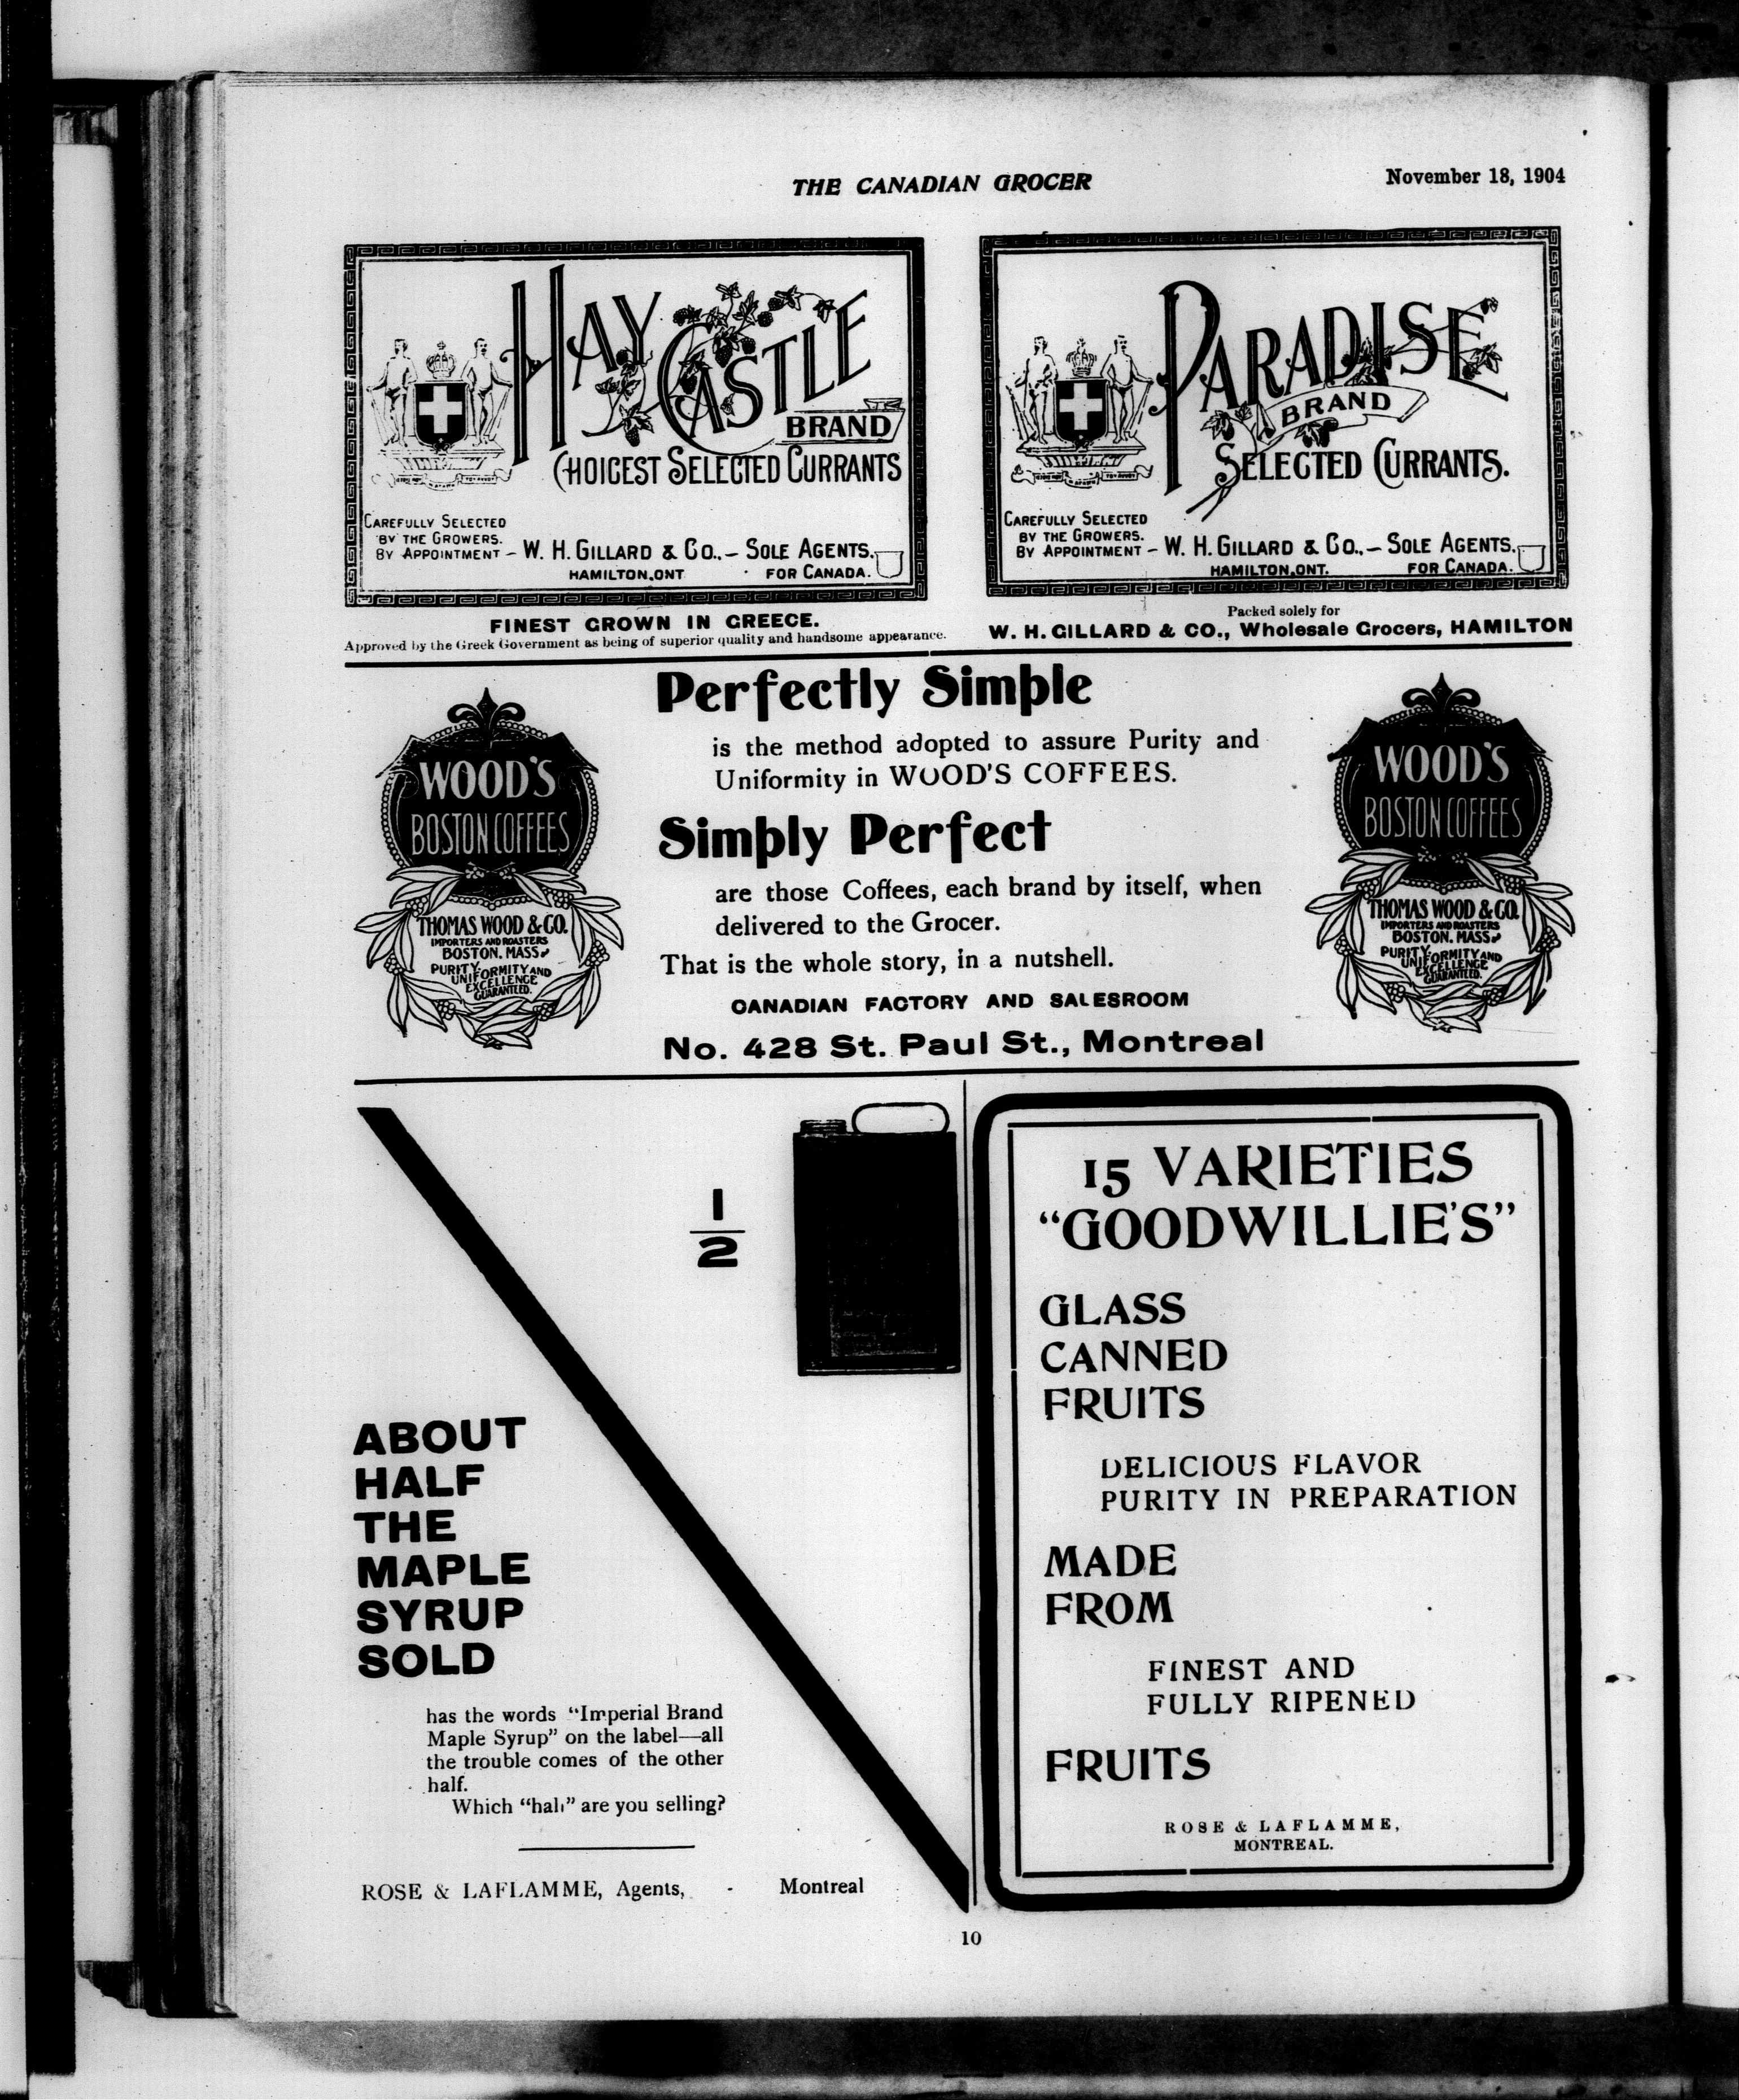 THE CANADIAN GROCER
November 18, 1904
HAY CASTLE
BRAND
CHOICEST SELECTED CURRANTS
CAREFULLY SELECTED
BY THE GROWERS.
BY APPOINTMENT – W. H. GILLARD & CO., – SOLE AGENTS.
HAMILTON, ONT FOR CANADA.
FINEST GROWN IN GREECE.
Approved by the Greek Government as being of superior quality and handsome appearance.
PARADISE
BRAND
SELECTED CURRANTS.
CAREFULLY SELECTED
BY THE GROWERS.
BY APPOINTMENT – W. H. GILLARD & CO., – SOLE AGENTS.
HAMILTON, ONT. FOR CANADA.
Packed solely for
W. H. GILLARD & CO., Wholesale Grocers, HAMILTON
WOOD'S
BOSTON COFFEES
THOMAS WOOD & CO.
IMPORTERS AND ROASTERS
BOSTON. MASS.
PURITY
UNIFORMITY AND
EXCELLENCE
GUARANTEED.
Perfectly Simple
is the method adopted to assure Purity and
Uniformity in WOOD'S COFFEES.
Simply Perfect
are those Coffees, each brand by itself, when
delivered to the Grocer.
That is the whole story, in a nutshell.
CANADIAN FACTORY AND SALESROOM
No. 428 St. Paul St., Montreal
WOOD'S
BOSTON COFFEES
THOMAS WOOD & CO.
IMPORTERS AND ROASTERS
BOSTON. MASS.
PURITY
UNIFORMITY AND
EXCELLENCE
GUARANTEED.
1
2
ABOUT
HALF
THE
MAPLE
SYRUP
SOLD
has the words "Imperial Brand
Maple Syrup" on the label—all
the trouble comes of the other
half.
Which "half" are you selling?
ROSE & LAFLAMME, Agents, - Montreal
15 VARIETIES
"GOODWILLIE'S"
GLASS
CANNED
FRUITS
DELICIOUS FLAVOR
PURITY IN PREPARATION
MADE
FROM
FINEST AND
FULLY RIPENED
FRUITS
ROSE & LAFLAMME,
MONTREAL.
10